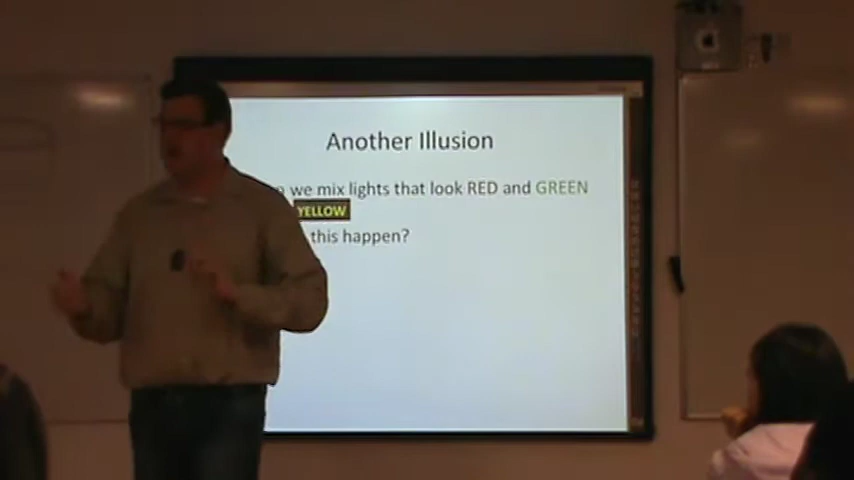 Another Illusion
we mix lights that look RED and GREEN
YELLOW
this happen?